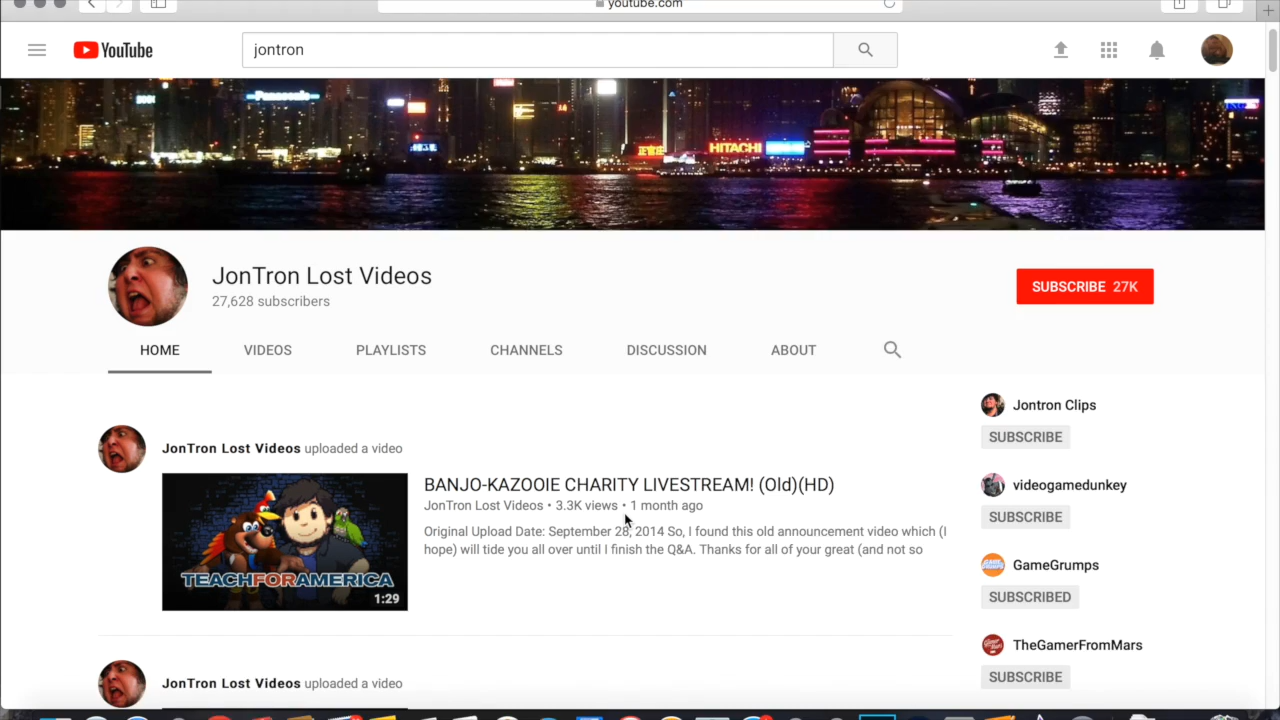 youtube.com
YouTube
jontron
Panasonic
HITACHI
JonTron Lost Videos
27,628 subscribers
SUBSCRIBE 27K
HOME VIDEOS PLAYLISTS CHANNELS DISCUSSION ABOUT
JonTron Lost Videos uploaded a video
BANJO-KAZOOIE CHARITY LIVESTREAM! (Old)(HD)
JonTron Lost Videos • 3.3K views • 1 month ago
Original Upload Date: September 28, 2014 So, I found this old announcement video which (I
hope) will tide you all over until I finish the Q&A. Thanks for all of your great (and not so
TEACHFORAMERICA
1:29
JonTron Lost Videos uploaded a video
Jontron Clips
SUBSCRIBE
videogamedunkey
SUBSCRIBE
GameGrumps
SUBSCRIBED
TheGamerFromMars
SUBSCRIBE